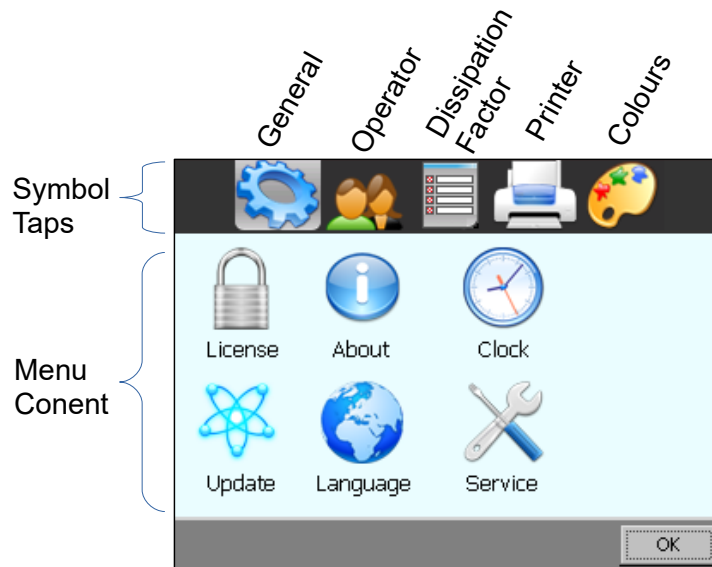 General
Operator
Dissipation
Factor
Printer
Colours
Symbol
Taps
License
About
Clock
Menu
Conent
Update
Language
Service
OK